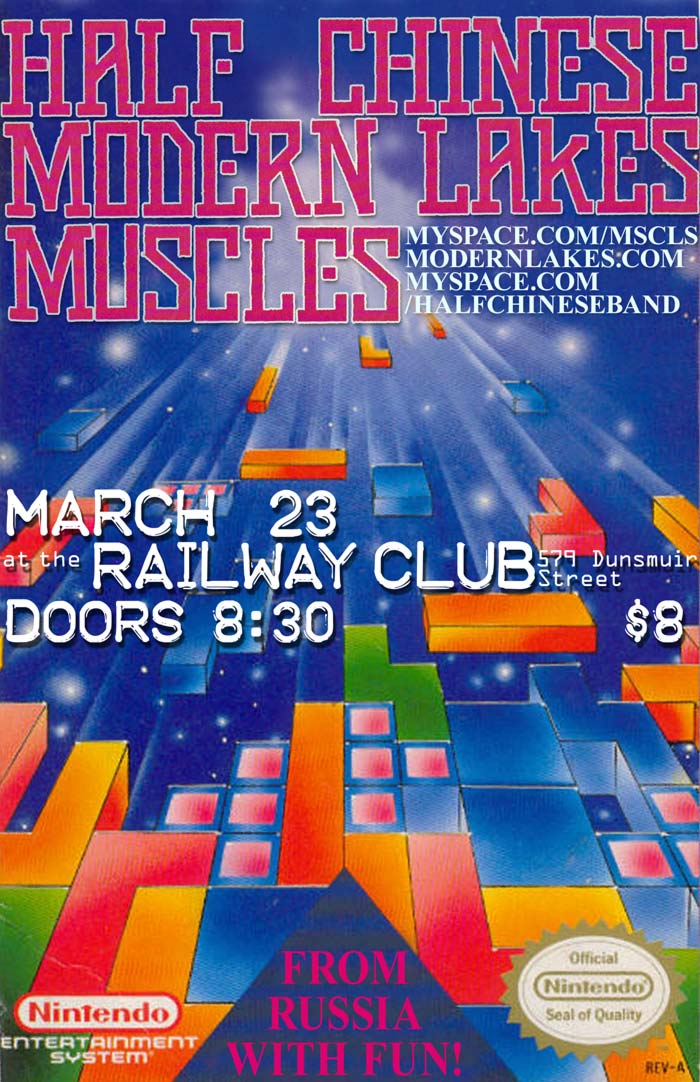 HALF CHINESE
MODERN LAKES
MUSCLES
MYSPACE.COM/MSCLS
MODERNLAKES.COM
MYSPACE.COM
/HALFCHINESEBAND
MARCH 23
at the RAILWAY CLUB 579 Dunsmuir Street
DOORS 8:30 $8
FROM
RUSSIA
WITH FUN!
Nintendo
ENTERTAINMENT
SYSTEM
Official
Nintendo
Seal of Quality
REV-A